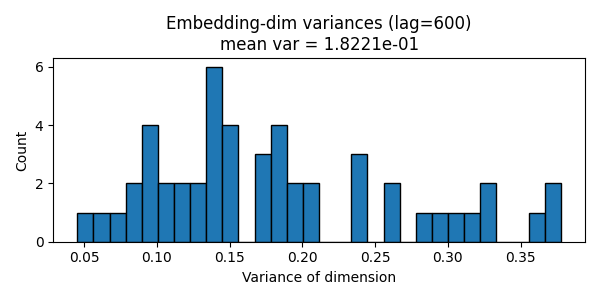 Embedding-dim variances (lag=600)
mean var = 1.8221e-01
Count
6
4
2
0
0.05 0.10 0.15 0.20 0.25 0.30 0.35
Variance of dimension